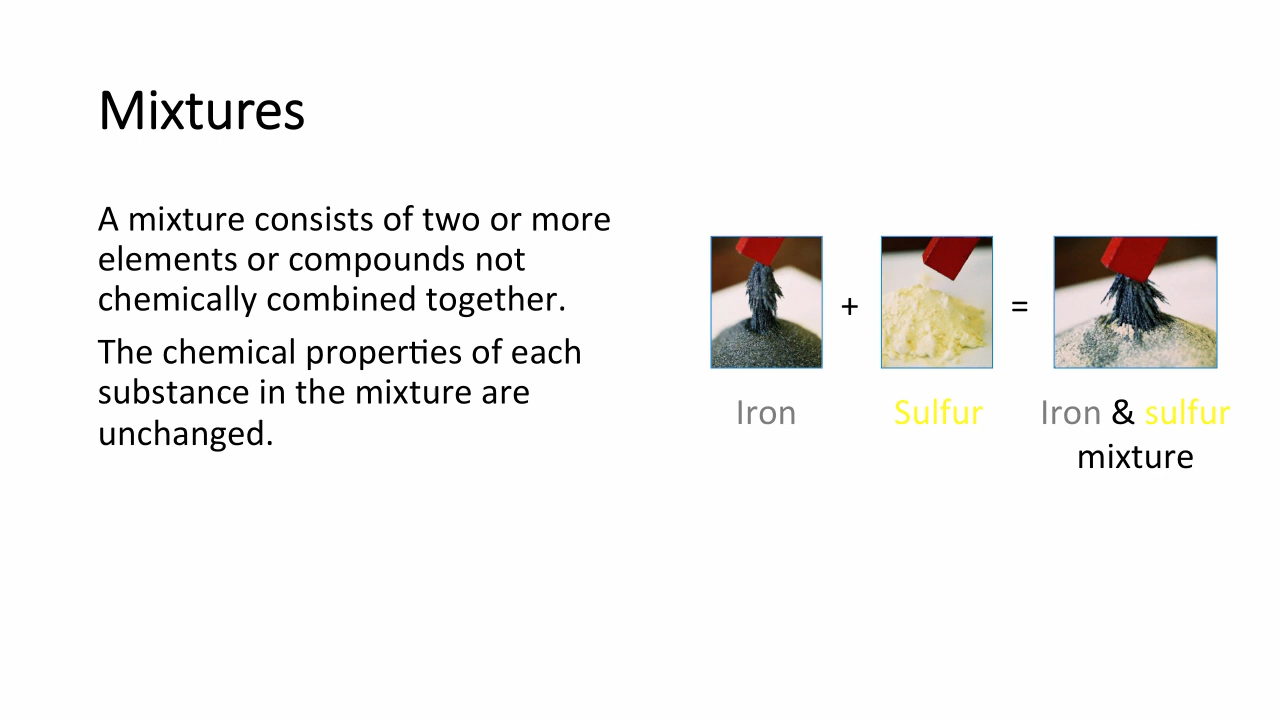 Mixtures
A mixture consists of two or more
elements or compounds not
chemically combined together.
The chemical properties of each
substance in the mixture are
unchanged.
+
=
Iron
Sulfur
Iron & sulfur
mixture